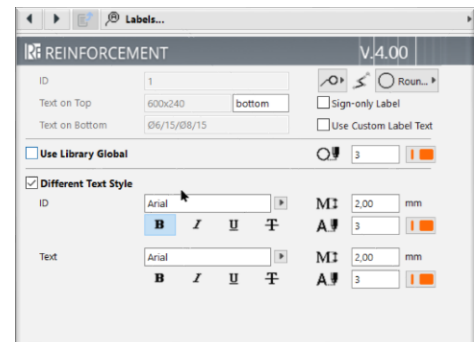 Labels...
REINFORCEMENT V.4.00
ID 1 Roun...
Text on Top 600x240 bottom Sign-only Label
Text on Bottom Ø6/15/Ø8/15 Use Custom Label Text
Use Library Global 3
Different Text Style
ID Arial 2,00 mm
B I U T 3
Text Arial 2,00 mm
B I U T 3